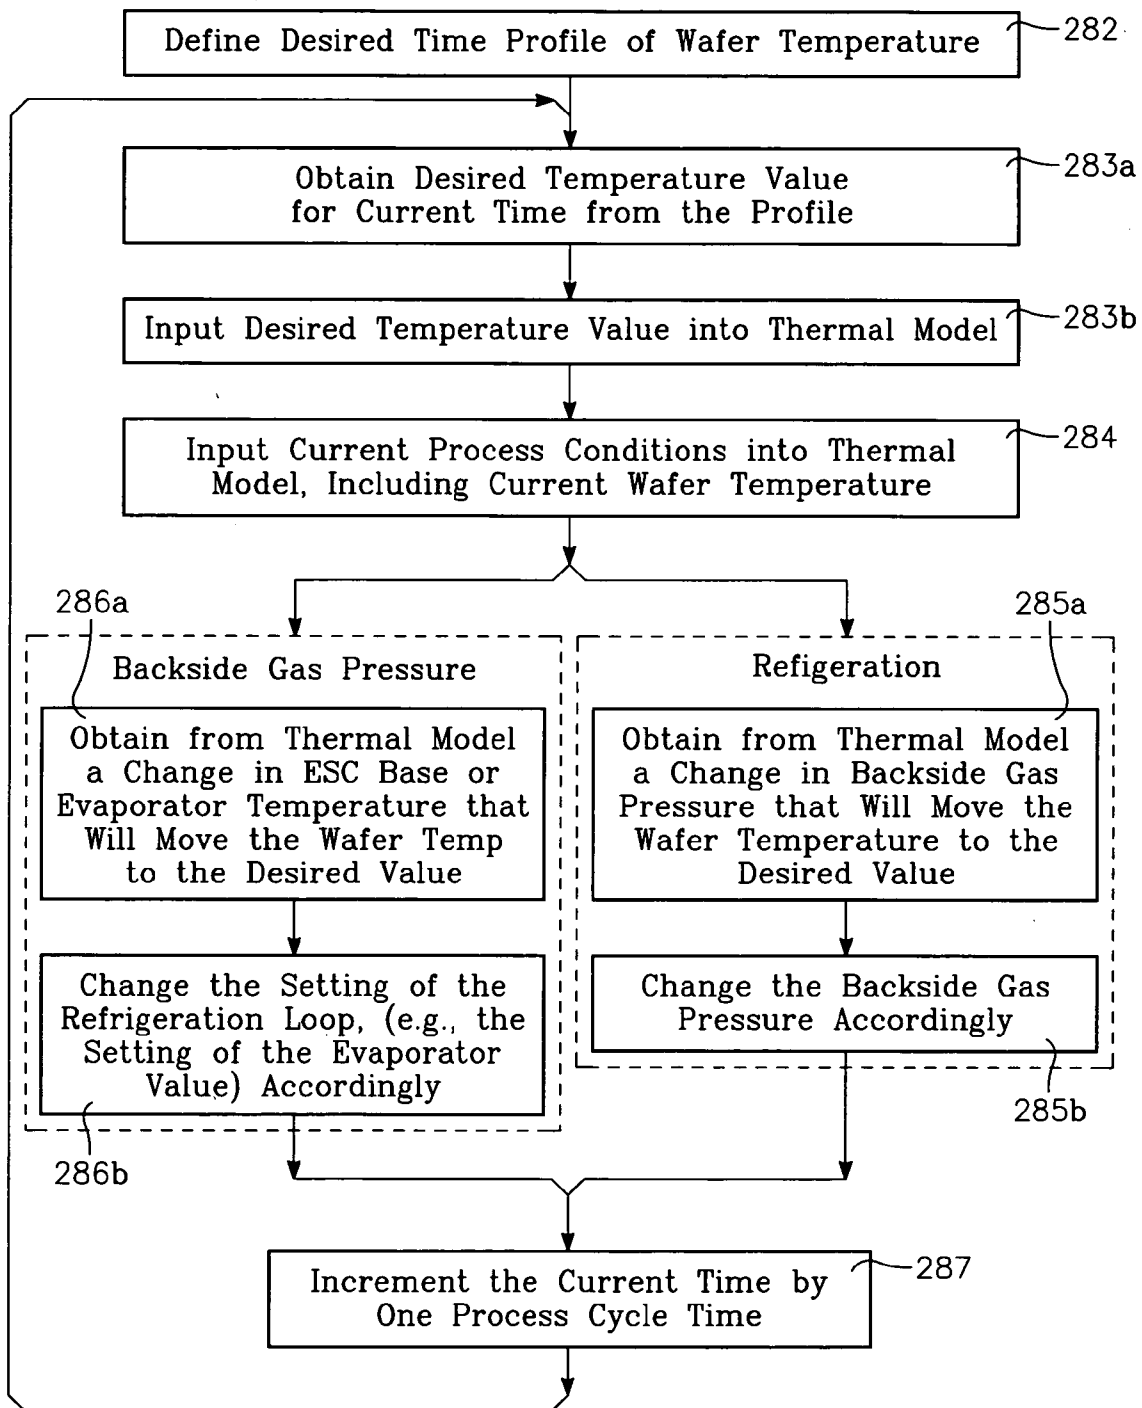 Define Desired Time Profile of Wafer Temperature
282
Obtain Desired Temperature Value
for Current Time from the Profile
283a
Input Desired Temperature Value into Thermal Model
283b
Input Current Process Conditions into Thermal
Model, Including Current Wafer Temperature
284
286a
Backside Gas Pressure
Obtain from Thermal Model
a Change in ESC Base or
Evaporator Temperature that
Will Move the Wafer Temp
to the Desired Value
Change the Setting of the
Refrigeration Loop, (e.g., the
Setting of the Evaporator
Value) Accordingly
286b
285a
Refigeration
Obtain from Thermal Model
a Change in Backside Gas
Pressure that Will Move the
Wafer Temperature to the
Desired Value
Change the Backside Gas
Pressure Accordingly
285b
Increment the Current Time by
One Process Cycle Time
287